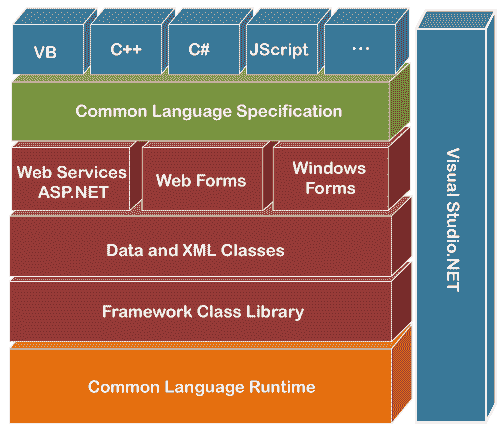 VB
C++
C#
JScript
...
Common Language Specification
Web Services
ASP.NET
Web Forms
Windows
Forms
Data and XML Classes
Framework Class Library
Common Language Runtime
Visual Studio.NET